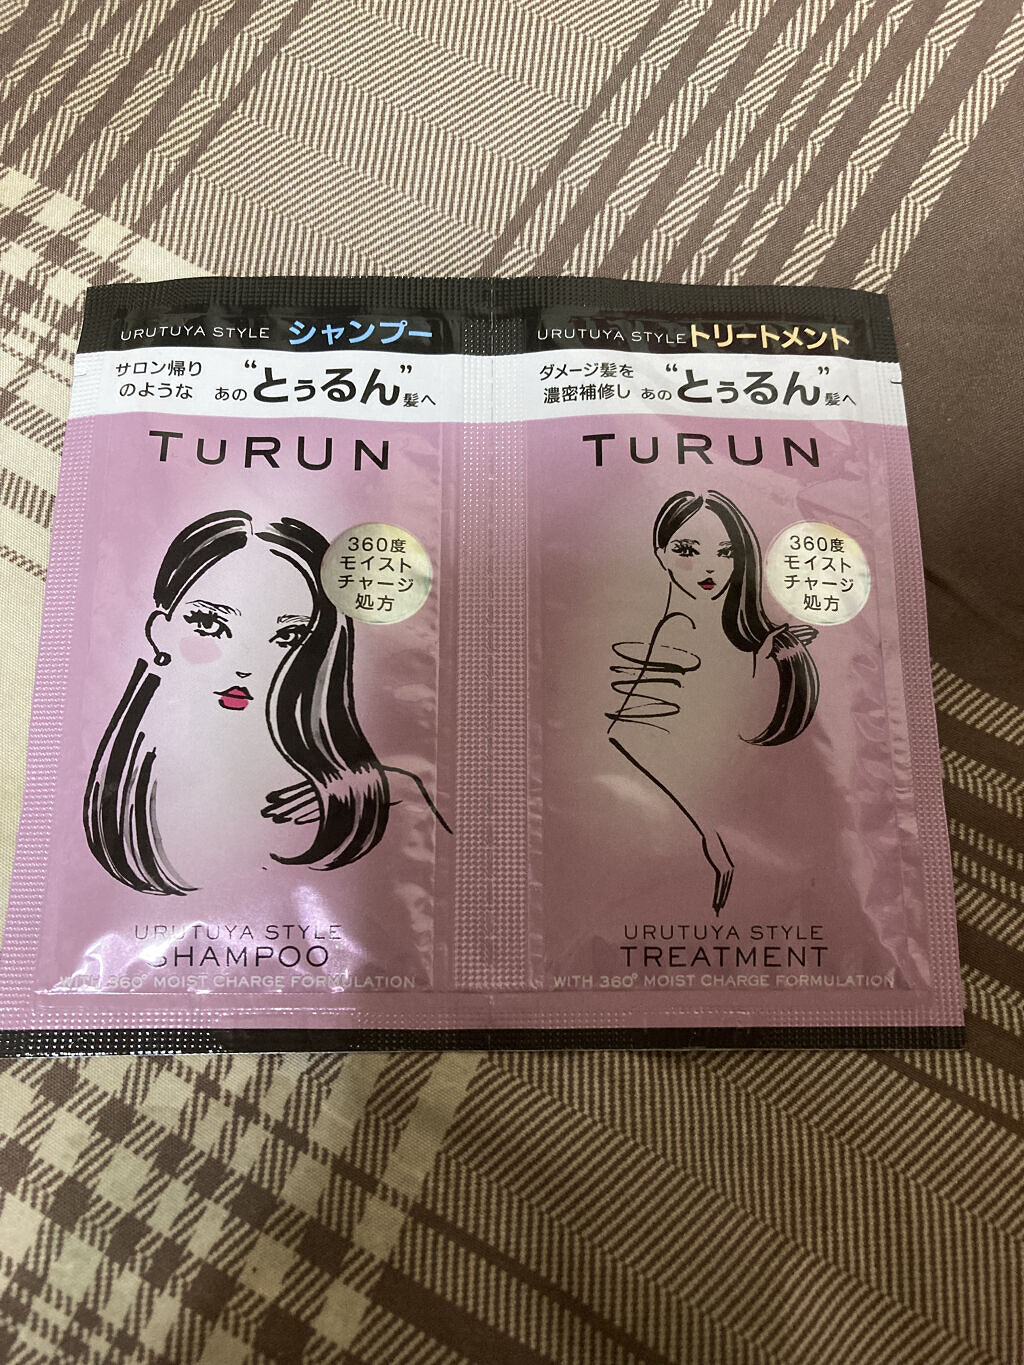 URUTUYA STYLE シャンプー
サロン帰り
のような あの“とぅるん”髪へ
TURUN
360度
モイスト
チャージ
処方
URUTUYA STYLE
SHAMPOO
WITH 360° MOIST CHARGE FORMULATION
URUTUYA STYLE トリートメント
ダメージ髪を
濃密補修し あの“とぅるん”髪へ
TURUN
360度
モイスト
チャージ
処方
URUTUYA STYLE
TREATMENT
WITH 360° MOIST CHARGE FORMULATION